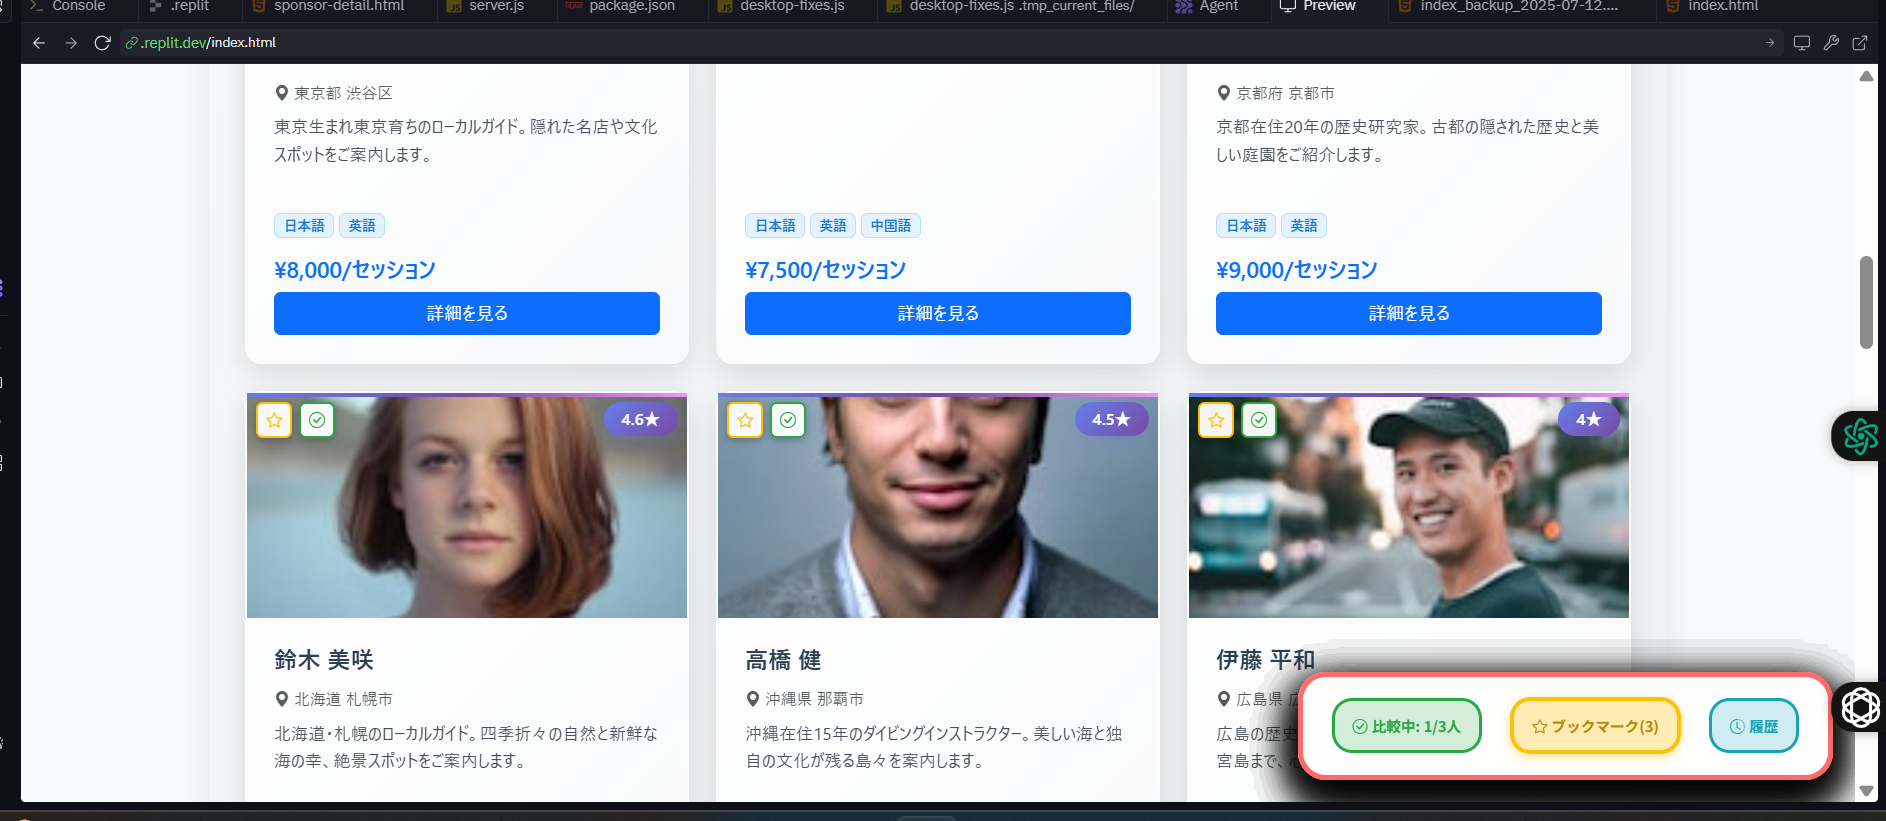 Console
.replit
sponsor-detail.html
server.js
package.json
desktop-fixes.js
desktop-fixes.js .tmp_current_files/
Agent
Preview
index_backup_2025-07-12....
index.html
.replit.dev/index.html
東京都 渋谷区
東京生まれ東京育ちのローカルガイド。隠れた名店や文化
スポットをご案内します。
日本語 英語
¥8,000/セッション
詳細を見る
日本語 英語 中国語
¥7,500/セッション
詳細を見る
京都府 京都市
京都在住20年の歴史研究家。古都の隠された歴史と美
しい庭園をご紹介します。
日本語 英語
¥9,000/セッション
詳細を見る
4.6★
鈴木 美咲
北海道 札幌市
北海道・札幌のローカルガイド。四季折々の自然と新鮮な
海の幸、絶景スポットをご案内します。
4.5★
高橋 健
沖縄県 那覇市
沖縄在住15年のダイビングインストラクター。美しい海と独
自の文化が残る島々を案内します。
4★
伊藤 平和
広島県
広島の歴史
宮島まで、
比較中: 1/3人
ブックマーク(3)
履歴